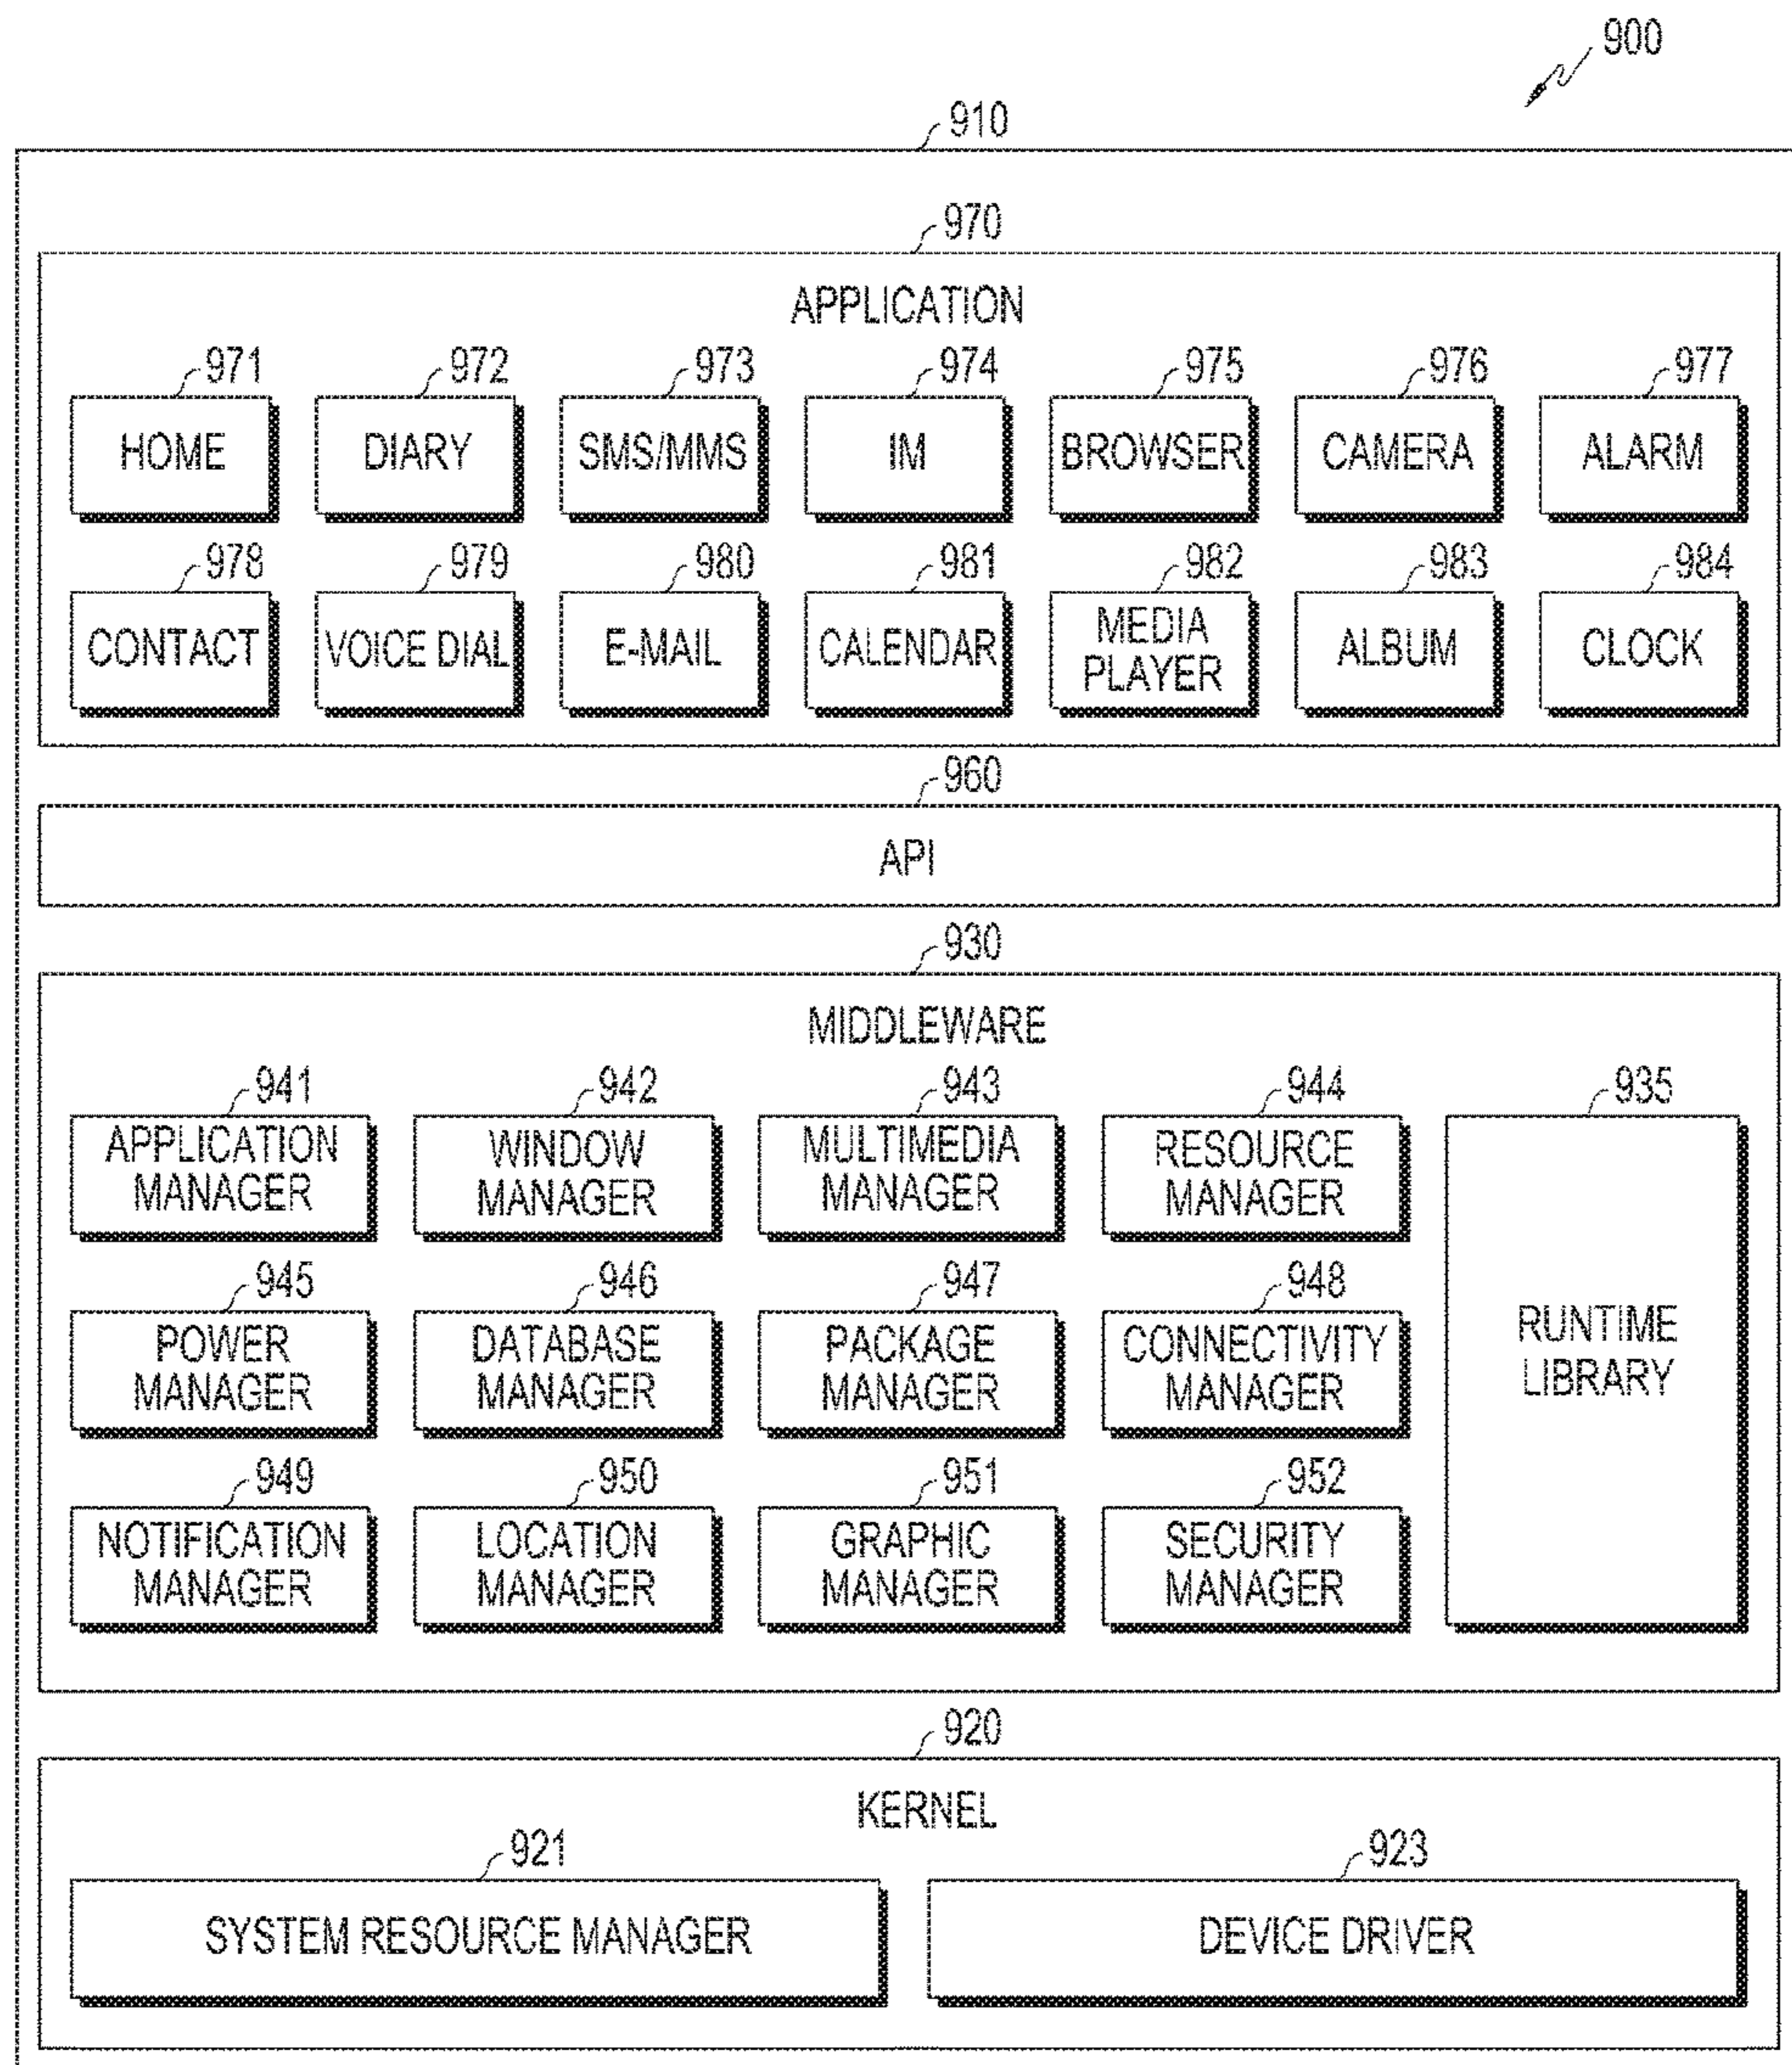 900
910
970
APPLICATION
971 972 973 974 975 976 977
HOME DIARY SMS/MMS IM BROWSER CAMERA ALARM
978 979 980 981 982 983 984
CONTACT VOICE DIAL E-MAIL CALENDAR MEDIA PLAYER ALBUM CLOCK
960
API
930
MIDDLEWARE
941 942 943 944 935
APPLICATION MANAGER WINDOW MANAGER MULTIMEDIA MANAGER RESOURCE MANAGER
945 946 947 948
POWER MANAGER DATABASE MANAGER PACKAGE MANAGER CONNECTIVITY MANAGER RUNTIME LIBRARY
949 950 951 952
NOTIFICATION MANAGER LOCATION MANAGER GRAPHIC MANAGER SECURITY MANAGER
920
KERNEL
921 923
SYSTEM RESOURCE MANAGER DEVICE DRIVER